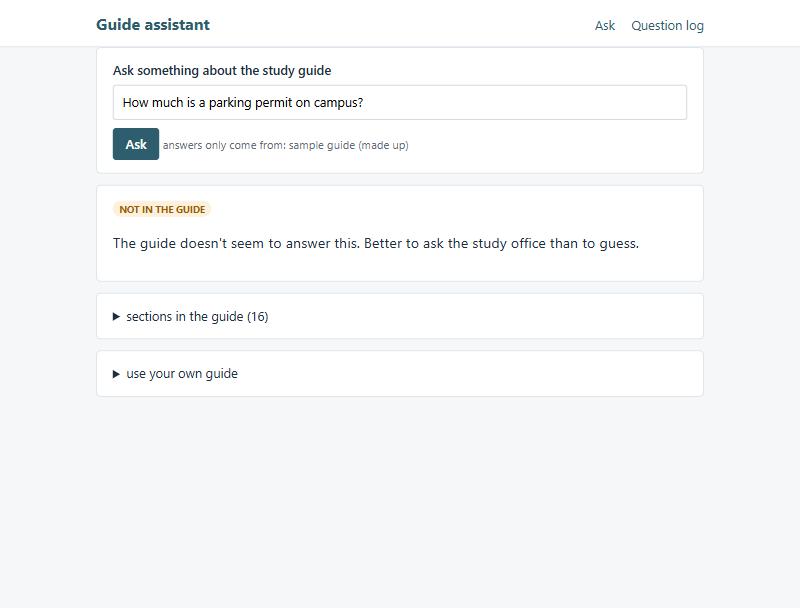 Guide assistant
Ask
Question log
Ask something about the study guide
How much is a parking permit on campus?
Ask
answers only come from: sample guide (made up)
NOT IN THE GUIDE
The guide doesn't seem to answer this. Better to ask the study office than to guess.
sections in the guide (16)
use your own guide